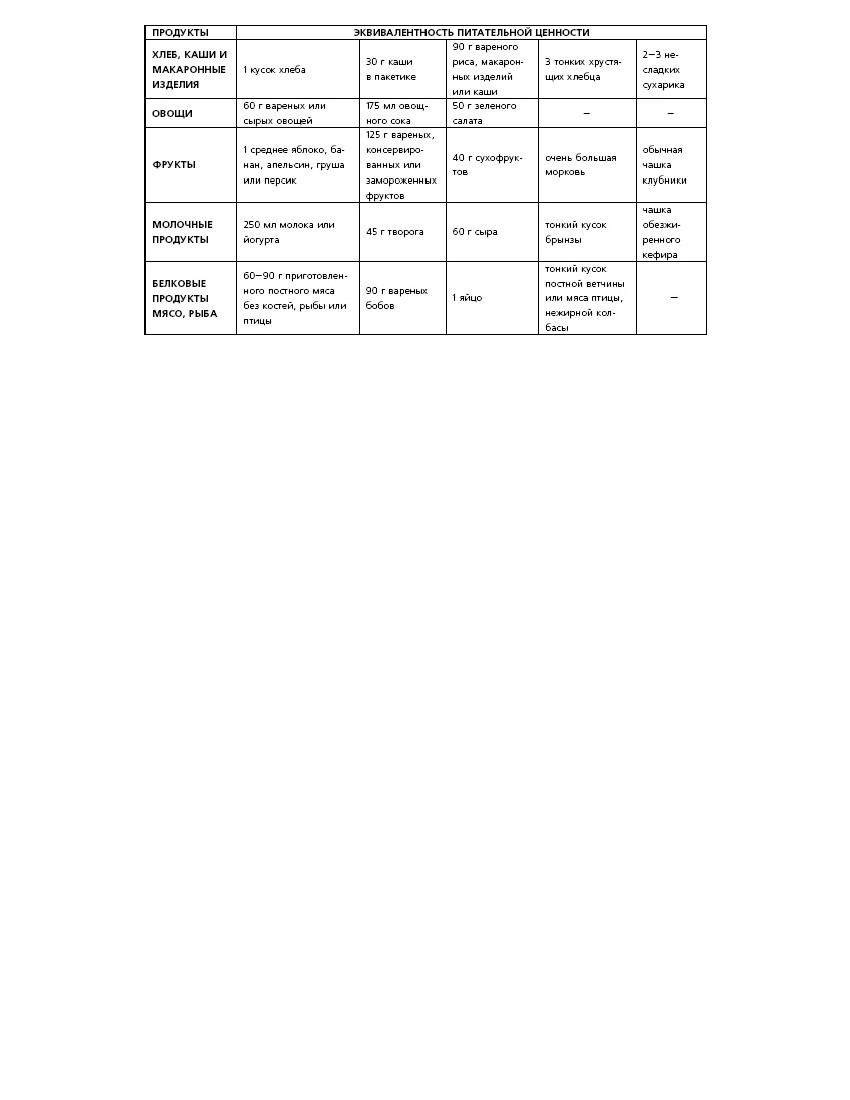 ПРОДУКТЫ
ЭКВИВАЛЕНТНОСТЬ ПИТАТЕЛЬНОЙ ЦЕННОСТИ
ХЛЕБ, КАШИ И
МАКАРОННЫЕ
ИЗДЕЛИЯ
1 кусок хлеба
30 г каши
в пакетике
90 г вареного
риса, макарон-
ных изделий
или каши
3 тонких хрустя-
щих хлебца
2–3 не-
сладких
сухарика
ОВОЩИ
60 г вареных или
сырых овощей
175 мл овощ-
ного сока
50 г зеленого
салата
–
–
ФРУКТЫ
1 среднее яблоко, ба-
нан, апельсин, груша
или персик
125 г вареных,
консервиро-
ванных или
замороженных
фруктов
40 г сухофрук-
тов
очень большая
морковь
обычная
чашка
клубники
МОЛОЧНЫЕ
ПРОДУКТЫ
250 мл молока или
йогурта
45 г творога
60 г сыра
тонкий кусок
брынзы
чашка
обезжи-
ренного
кефира
БЕЛКОВЫЕ
ПРОДУКТЫ
МЯСО, РЫБА
60–90 г приготовлен-
ного постного мяса
без костей, рыбы или
птицы
90 г вареных
бобов
1 яйцо
тонкий кусок
постной ветчины
или мяса птицы,
нежирной кол-
басы
–